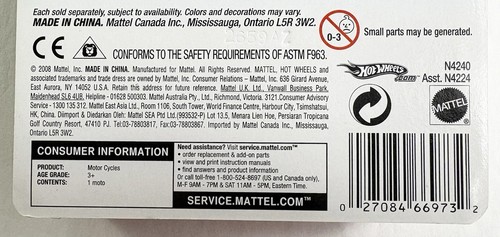 Each sold separately, subject to availability. Colors and decorations may vary.
MADE IN CHINA. Mattel Canada Inc., Mississauga, Ontario L5R 3W2.
0-3
Small parts may be generated.
CE
CONFORMS TO THE SAFETY REQUIREMENTS OF ASTM F963.
© 2008 Mattel, Inc. MADE IN CHINA. Manufactured for Mattel. All Rights Reserved. MATTEL, HOT WHEELS and
associated trademarks and trade dress are owned by Mattel, Inc. Consumer Relations – Mattel, Inc. 636 Girard Avenue,
East Aurora, NY 14052 U.S.A. Retain this address for future reference. Mattel U.K. Ltd., Vanwall Business Park,
Maidenhead SL6 4UB. Helpline - 01628 500303. Mattel Australia Pty., Ltd., Richmond, Victoria. 3121.Consumer Advisory
Service - 1300 135 312. Mattel East Asia Ltd., Room 1106, South Tower, World Finance Centre, Harbour City, Tsimshatsui,
HK, China. Diimport & Diedarkan Oleh: Mattel SEA Ptd Ltd.(993532-P) Lot 13.5, Menara Lien Hoe, Persiaran Tropicana
Golf Country Resort, 47410 PJ. Tel:03-78803817, Fax:03-78803867. Imported by Mattel Canada Inc., Mississauga,
Ontario L5R 3W2.
HOT WHEELS.com
N4240
Asst. N4224
MATTEL
CONSUMER INFORMATION
PRODUCT: Motor Cycles
AGE GRADE: 3+
CONTENTS: 1 moto
Need assistance? Visit service.mattel.com™
• order replacement & add-on parts
• view and print instruction manuals
• find answers to product questions
Or call toll-free 1-800-524-8697 (US and Canada only),
M-F 9AM - 7PM & SAT 11AM - 5PM, Eastern Time.
SERVICE.MATTEL.COM™
0 27084 66973 2